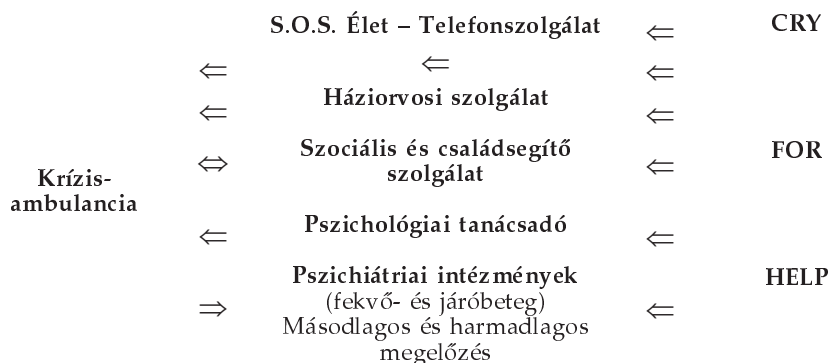 S.O.S. Élet – Telefonszolgálat ⇐ CRY
⇐ ⇐ ⇐
Háziorvosi szolgálat
⇐ ⇐
Szociális és családsegítő
szolgálat
⇔ ⇐ FOR
Krízis-
ambulancia
Pszichológiai tanácsadó
⇐ ⇐
Pszichiátriai intézmények
HELP
(fekvő- és járóbeteg)
⇒ ⇐
Másodlagos és harmadlagos
megelőzés